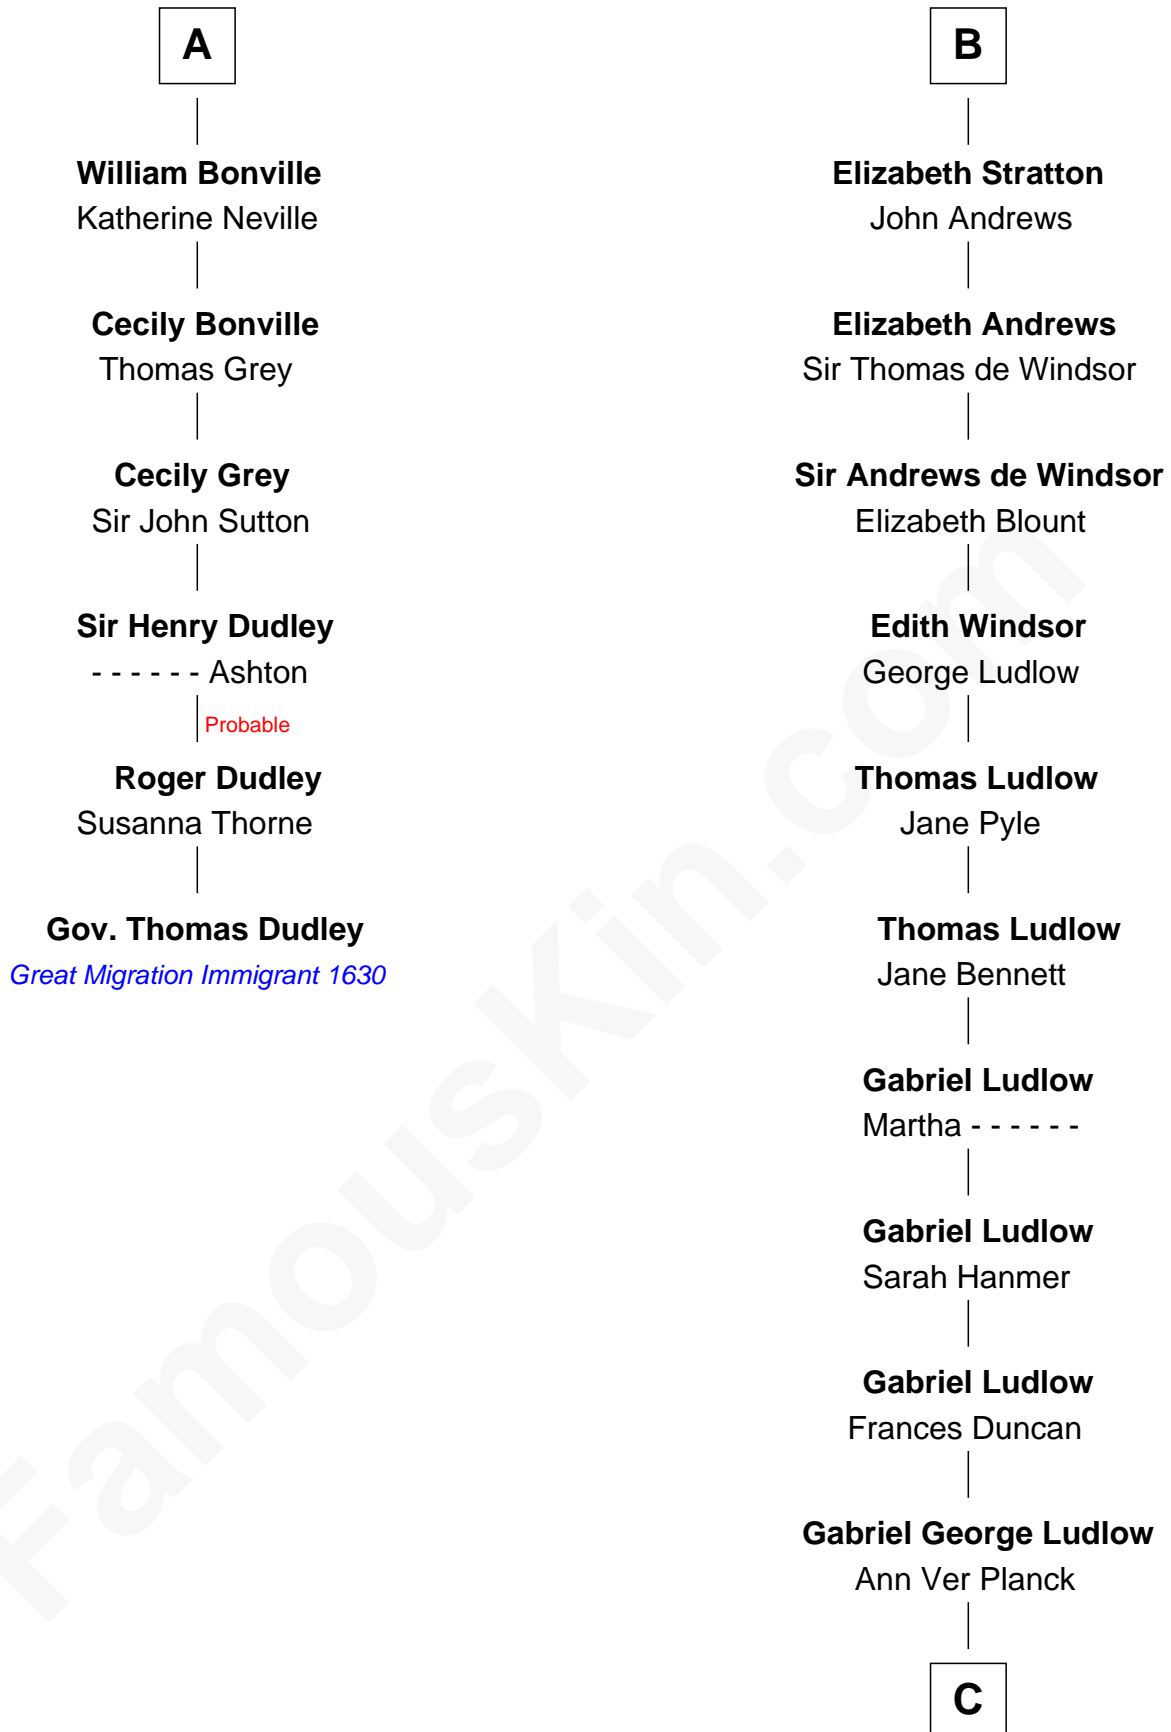 A
William Bonville
Katherine Neville
Cecily Bonville
Thomas Grey
Cecily Grey
Sir John Sutton
Sir Henry Dudley
- - - - - - Ashton
Probable
Roger Dudley
Susanna Thorne
Gov. Thomas Dudley
Great Migration Immigrant 1630
B
Elizabeth Stratton
John Andrews
Elizabeth Andrews
Sir Thomas de Windsor
Sir Andrews de Windsor
Elizabeth Blount
Edith Windsor
George Ludlow
Thomas Ludlow
Jane Pyle
Thomas Ludlow
Jane Bennett
Gabriel Ludlow
Martha - - - - - -
Gabriel Ludlow
Sarah Hanmer
Gabriel Ludlow
Frances Duncan
Gabriel George Ludlow
Ann Ver Planck
C
FamousKin.com